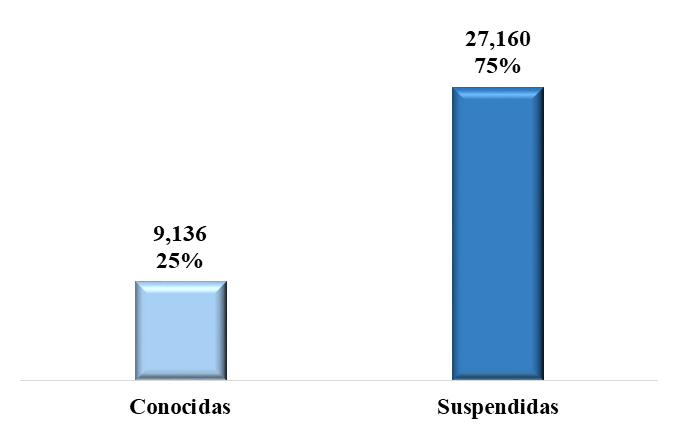 27,160
75%
9,136
25%
Conocidas
Suspendidas